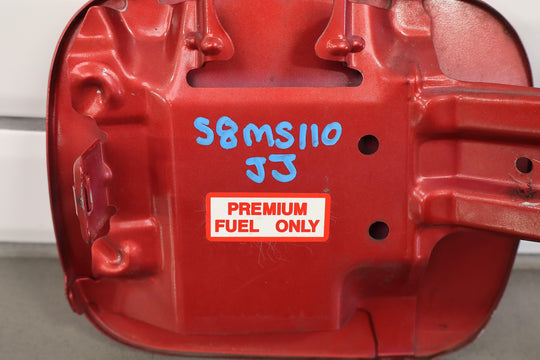 S8MS110
JJ
PREMIUM
FUEL ONLY